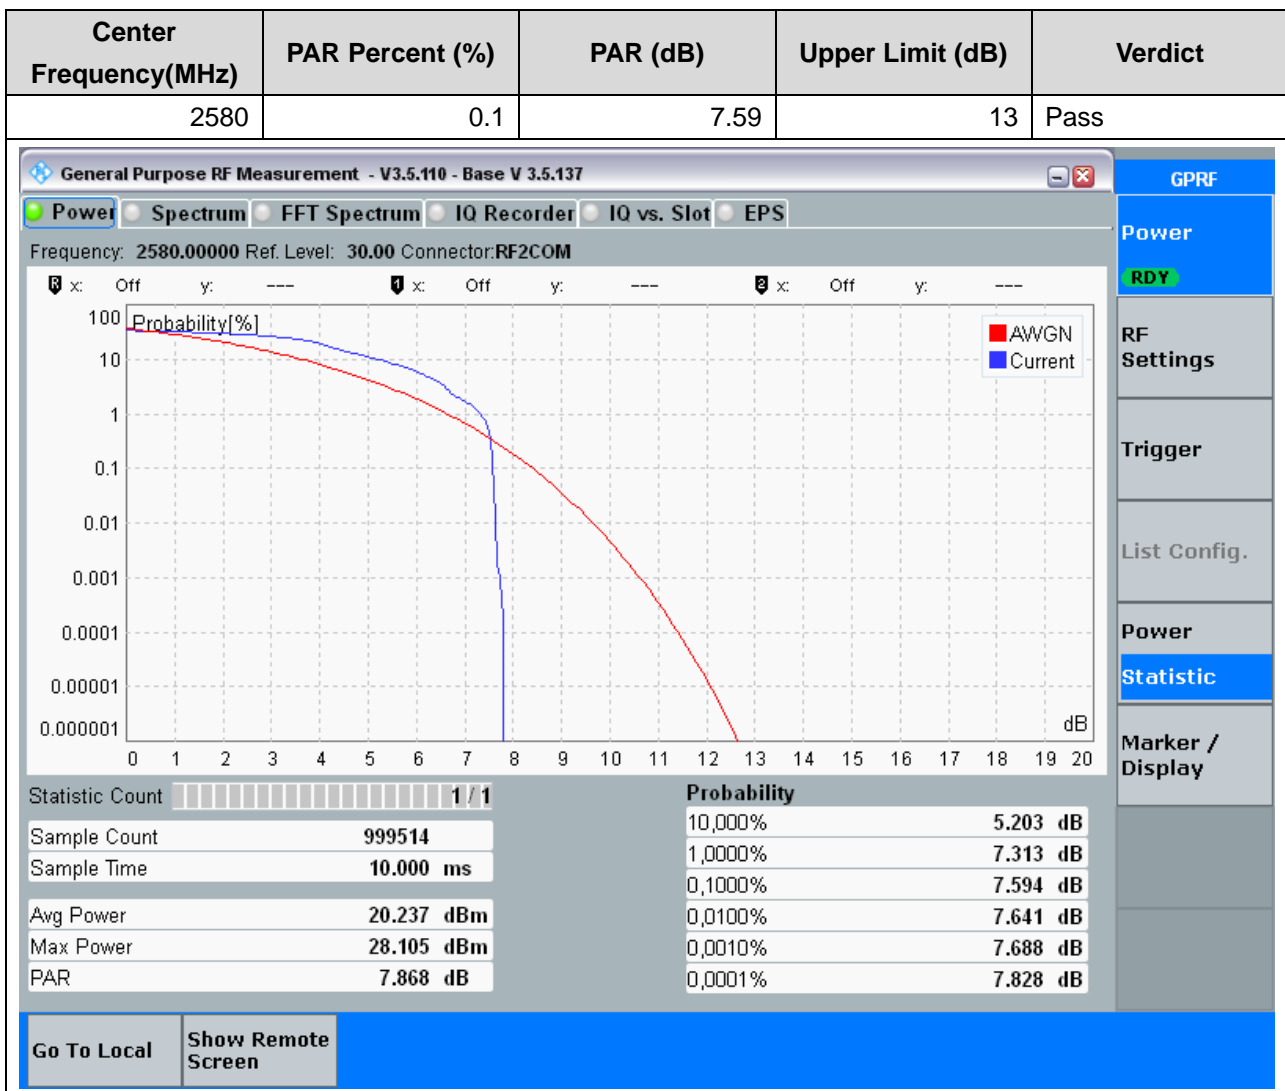 Center Frequency(MHz) PAR Percent (%) PAR (dB) Upper Limit (dB) Verdict
2580 0.1 7.59 13 Pass
General Purpose RF Measurement - V3.5.110 - Base V 3.5.137
GPRF
Power Spectrum FFT Spectrum IQ Recorder IQ vs. Slot EPS
Power
RDY
Frequency: 2580.00000 Ref. Level: 30.00 Connector:RF2COM
R x: Off y: --- 1 x: Off y: --- 2 x: Off y: ---
Probability[%]
AWGN
Current
100
10
1
0.1
0.01
0.001
0.0001
0.00001
0.000001
dB
0 1 2 3 4 5 6 7 8 9 10 11 12 13 14 15 16 17 18 19 20
RF
Settings
Trigger
List Config.
Power
Statistic
Marker /
Display
Statistic Count 1 / 1
Sample Count 999514
Sample Time 10.000 ms
Avg Power 20.237 dBm
Max Power 28.105 dBm
PAR 7.868 dB
Probability
10,000% 5.203 dB
1,0000% 7.313 dB
0,1000% 7.594 dB
0,0100% 7.641 dB
0,0010% 7.688 dB
0,0001% 7.828 dB
Go To Local
Show Remote
Screen